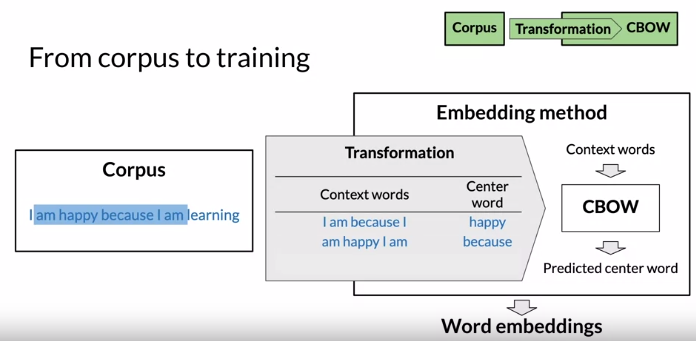 Corpus Transformation CBOW
From corpus to training
Embedding method
Corpus
I am happy because I am learning
Transformation
Context words
Center
word
I am because I happy
am happy I am because
Context words
CBOW
Predicted center word
Word embeddings